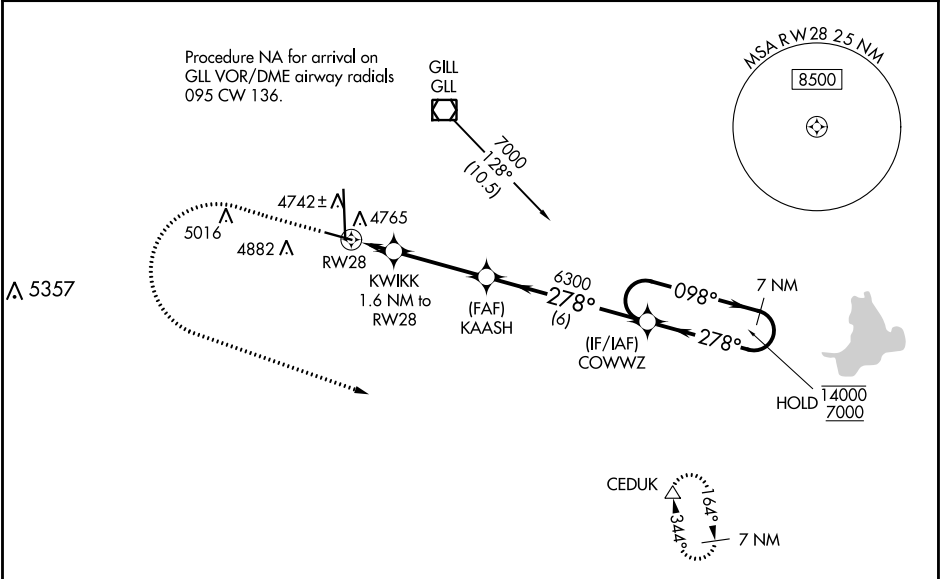 Procedure NA for arrival on
GLL VOR/DME airway radials
095 CW 136.
GILL
GLL
MSA RW28 25 NM
8500
7000
128°
(10.5)
4742±
4765
5016
4882
RW28
5357
KWIKK
1.6 NM to
RW28
(FAF)
KAASH
6300
278°
(6)
(IF/IAF)
COWWZ
098°
7 NM
278°
HOLD
14000
7000
CEDUK
164°
344°
7 NM